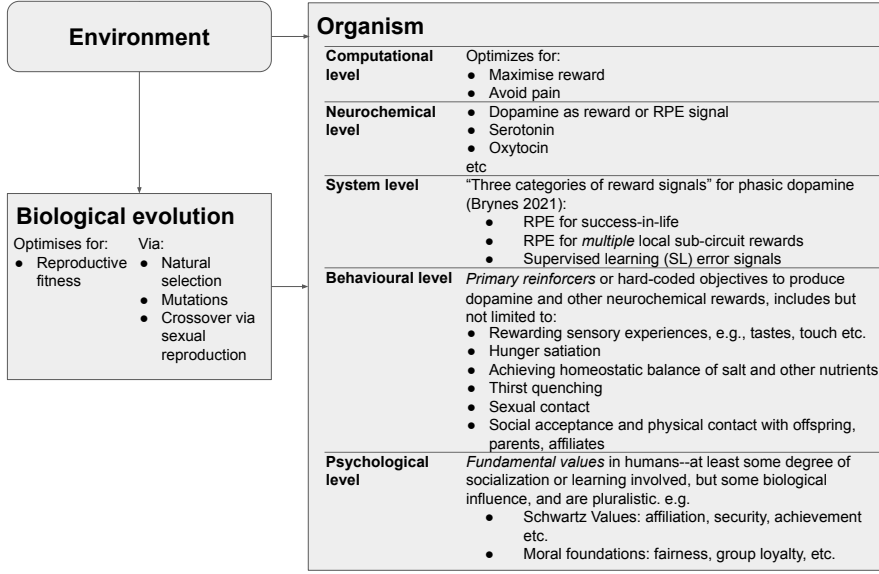 Environment
Biological evolution
Optimises for:
● Reproductive
fitness
Via:
● Natural
selection
● Mutations
● Crossover via
sexual
reproduction
Organism
Computational
level
Optimizes for:
● Maximise reward
● Avoid pain
Neurochemical
level
● Dopamine as reward or RPE signal
● Serotonin
● Oxytocin
etc
System level
“Three categories of reward signals” for phasic dopamine
(Brynes 2021):
● RPE for success-in-life
● RPE for multiple local sub-circuit rewards
● Supervised learning (SL) error signals
Behavioural level
Primary reinforcers or hard-coded objectives to produce
dopamine and other neurochemical rewards, includes but
not limited to:
● Rewarding sensory experiences, e.g., tastes, touch etc.
● Hunger satiation
● Achieving homeostatic balance of salt and other nutrients
● Thirst quenching
● Sexual contact
● Social acceptance and physical contact with offspring,
parents, affiliates
Psychological
level
Fundamental values in humans--at least some degree of
socialization or learning involved, but some biological
influence, and are pluralistic. e.g.
● Schwartz Values: affiliation, security, achievement
etc.
● Moral foundations: fairness, group loyalty, etc.